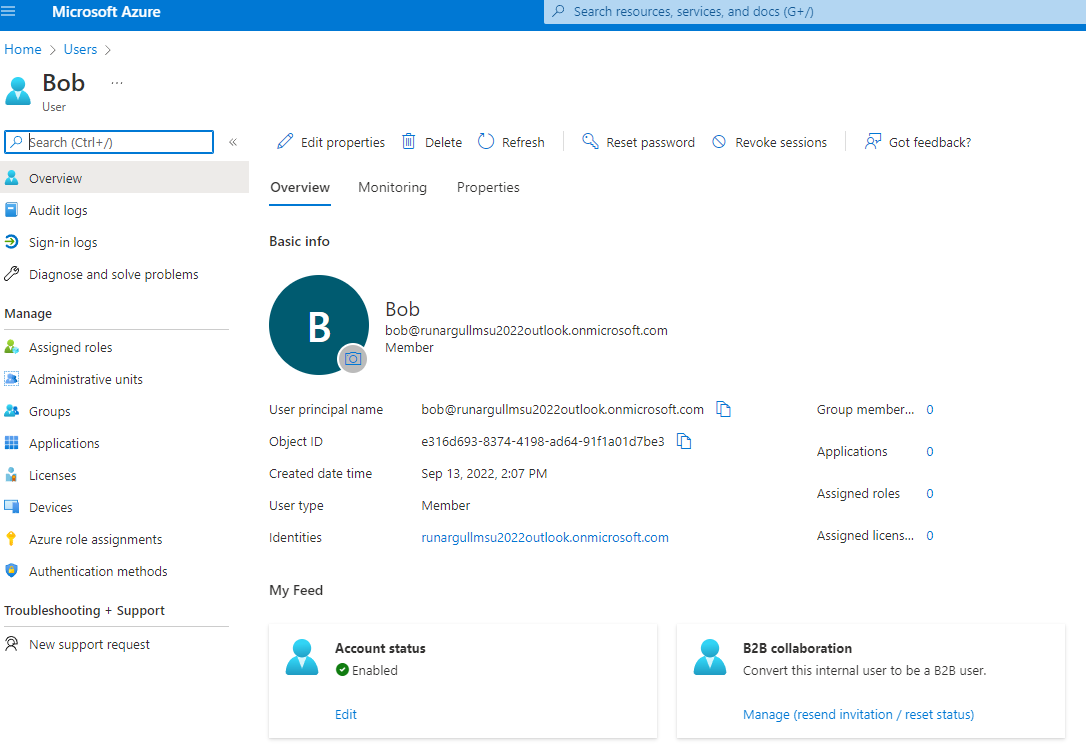 Microsoft Azure
Search resources, services, and docs (G+/)
Home > Users >
Bob ...
User
Search (Ctrl+/) «
Overview
Audit logs
Sign-in logs
Diagnose and solve problems
Manage
Assigned roles
Administrative units
Groups
Applications
Licenses
Devices
Azure role assignments
Authentication methods
Troubleshooting + Support
New support request
Edit properties Delete Refresh Reset password Revoke sessions Got feedback?
Overview Monitoring Properties
Basic info
B
Bob
bob@runargullmsu2022outlook.onmicrosoft.com
Member
User principal name bob@runargullmsu2022outlook.onmicrosoft.com
Object ID e316d693-8374-4198-ad64-91f1a01d7be3
Created date time Sep 13, 2022, 2:07 PM
User type Member
Identities runargullmsu2022outlook.onmicrosoft.com
Group member... 0
Applications 0
Assigned roles 0
Assigned licens... 0
My Feed
Account status
Enabled
Edit
B2B collaboration
Convert this internal user to be a B2B user.
Manage (resend invitation / reset status)